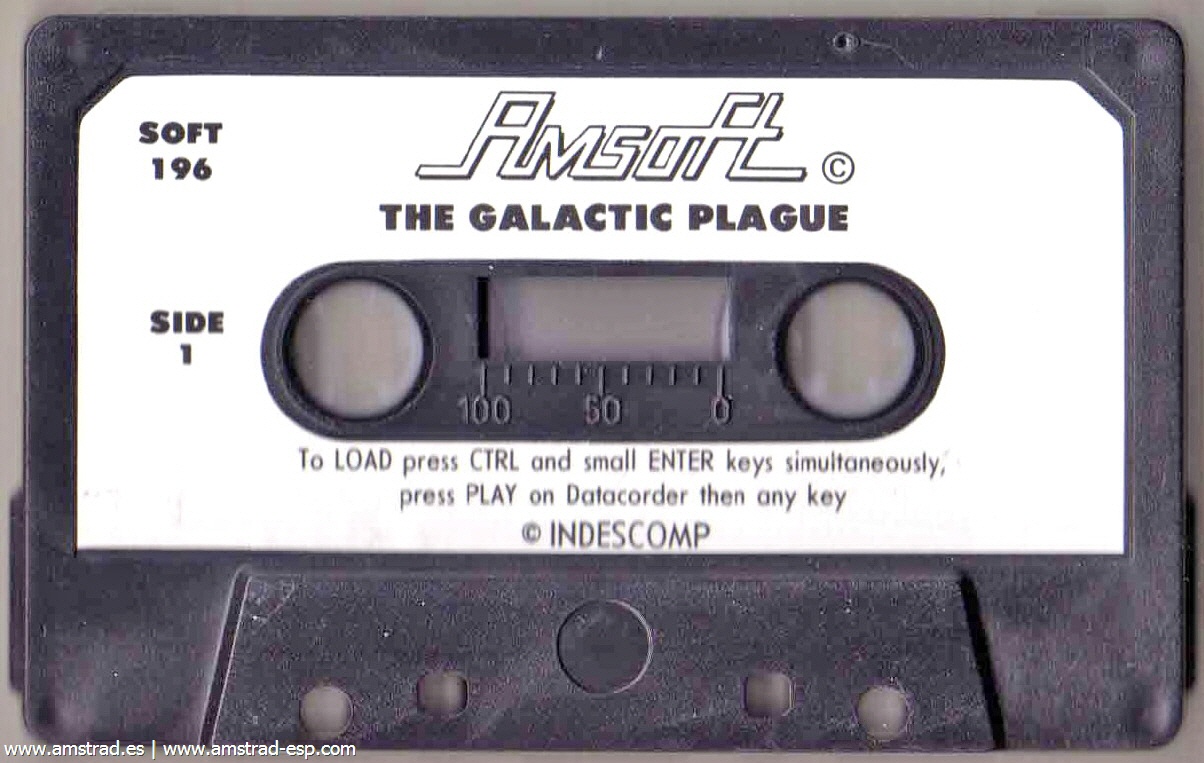 SOFT
196
Amsoft ©
THE GALACTIC PLAGUE
SIDE
1
100 50 0
To LOAD press CTRL and small ENTER keys simultaneously,
press PLAY on Datacorder then any key
© INDESCOMP
www.amstrad.es | www.amstrad-esp.com